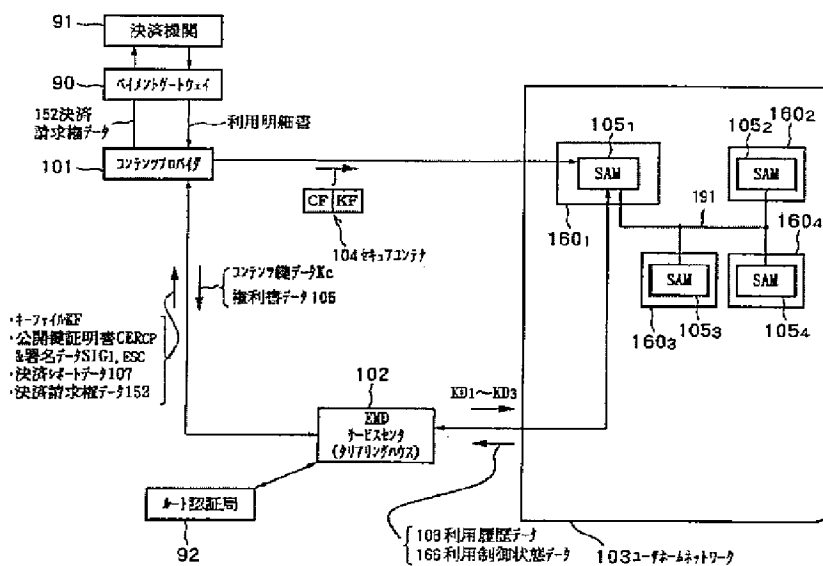 91
決済機関
90
ペイメントゲートウェイ
152決済
請求権データ
利用明細書
101
コンテンツプロバイダ
CF KF
104セキュアコンテナ
コンテンツ鍵データKc
権利書データ106
・キーファイルKF
・公開鍵証明書CERCP
&署名データSIG1,ESC
・決済レポートデータ107
・決済請求権データ152
102
EMD
サービスセンタ
(クリアリングハウス)
KD1～KD3
ルート認証局
92
108利用履歴データ
166利用制御状態データ
103ユーザホームネットワーク
105₁
SAM
160₁
105₂
160₂
SAM
191
160₄
SAM
105₃
160₃
SAM
105₄